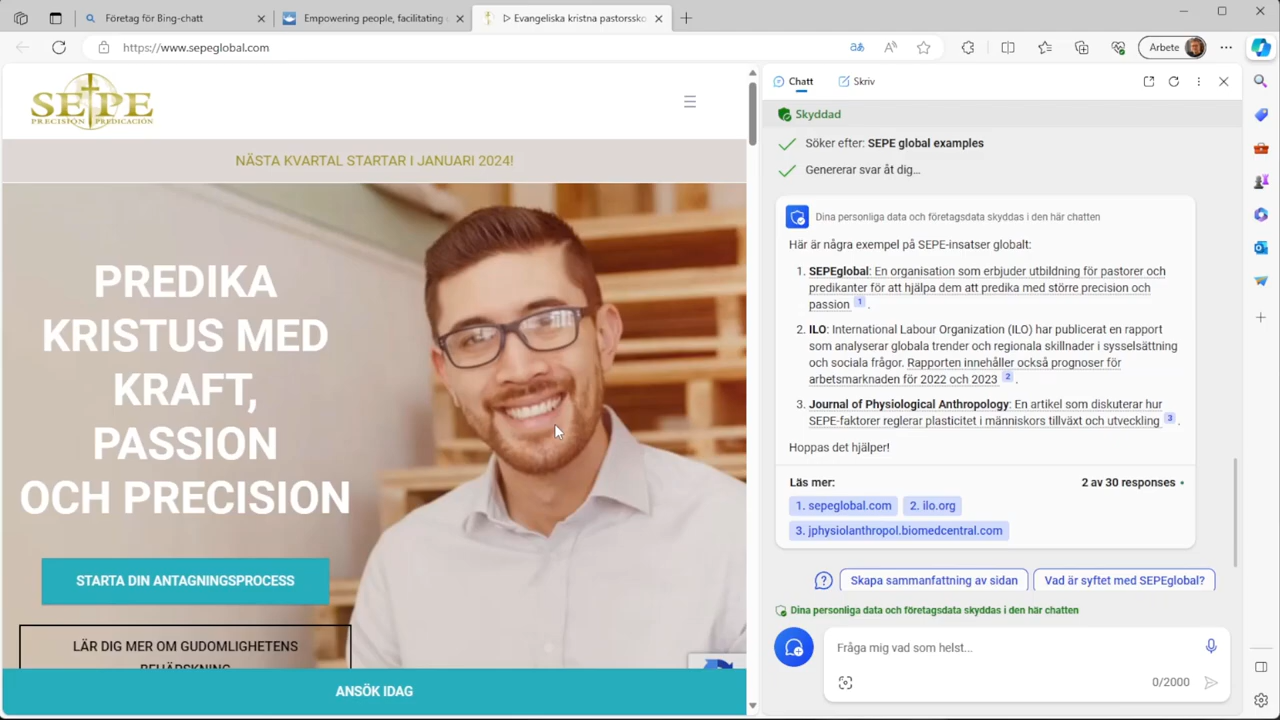 Företag för Bing-chatt
Empowering people, facilitating
Evangeliska kristna pastorssko
https://www.sepeglobal.com
Arbete
SEPE
PRECISIÓN PREDICACIÓN
NÄSTA KVARTAL STARTAR I JANUARI 2024!
PREDIKA
KRISTUS MED
KRAFT,
PASSION
OCH PRECISION
STARTA DIN ANTAGNINGSPROCESS
LÄR DIG MER OM GUDOMLIGHETENS
BEHÄRSKNING
ANSÖK IDAG
Chatt
Skriv
Skyddad
Söker efter: SEPE global examples
Genererar svar åt dig...
Dina personliga data och företagsdata skyddas i den här chatten
Här är några exempel på SEPE-insatser globalt:
1. SEPEglobal: En organisation som erbjuder utbildning för pastorer och
predikanter för att hjälpa dem att predika med större precision och
passion 1 .
2. ILO: International Labour Organization (ILO) har publicerat en rapport
som analyserar globala trender och regionala skillnader i sysselsättning
och sociala frågor. Rapporten innehåller också prognoser för
arbetsmarknaden för 2022 och 2023 2 .
3. Journal of Physiological Anthropology: En artikel som diskuterar hur
SEPE-faktorer reglerar plasticitet i människors tillväxt och utveckling 3 .
Hoppas det hjälper!
Läs mer:
2 av 30 responses
1. sepeglobal.com
2. ilo.org
3. jphysiolanthropol.biomedcentral.com
Skapa sammanfattning av sidan
Vad är syftet med SEPEglobal?
Dina personliga data och företagsdata skyddas i den här chatten
Fråga mig vad som helst...
0/2000